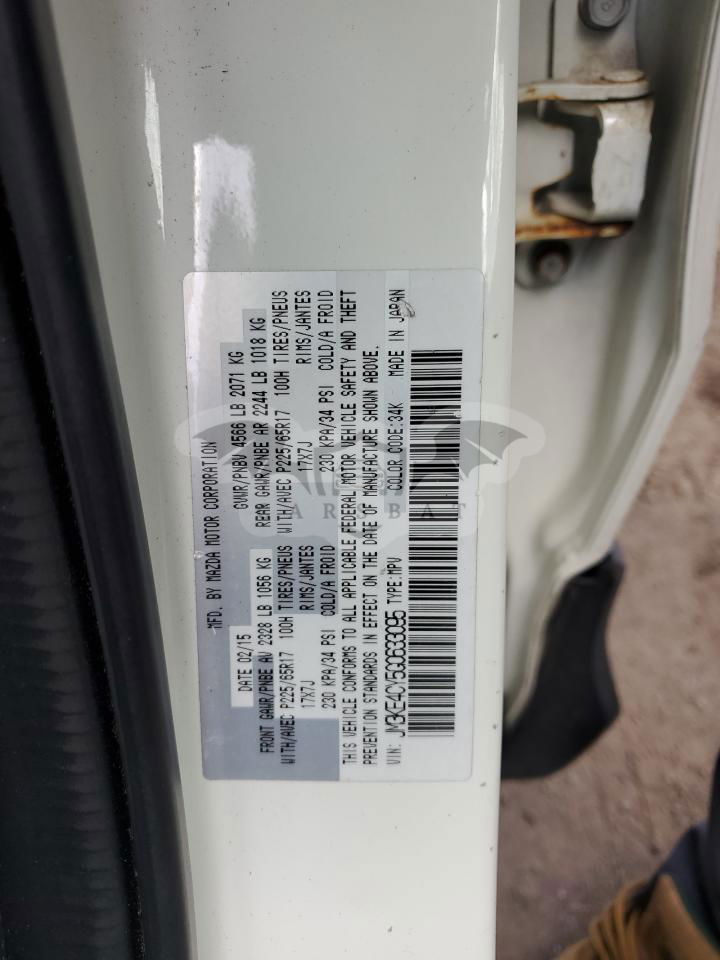 MFD. BY MAZDA MOTOR CORPORATION
DATE 02/15 GVWR/PNBV 4566 LB 2071 KG
FRONT GAWR/PNBE AV 2328 LB 1056 KG REAR GAWR/PNBE AR 2244 LB 1018 KG
WITH/AVEC P225/65R17 100H TIRES/PNEUS WITH/AVEC P225/65R17 100H TIRES/PNEUS
17X7J RIMS/JANTES 17X7J RIMS/JANTES
230 KPA/34 PSI COLD/A FROID 230 KPA/34 PSI COLD/A FROID
THIS VEHICLE CONFORMS TO ALL APPLICABLE FEDERAL MOTOR VEHICLE SAFETY AND THEFT
PREVENTION STANDARDS IN EFFECT ON THE DATE OF MANUFACTURE SHOWN ABOVE.
VIN: JM3KE4CY5G0633095 TYPE:MPV COLOR CODE:34K MADE IN JAPAN
CARSBAT